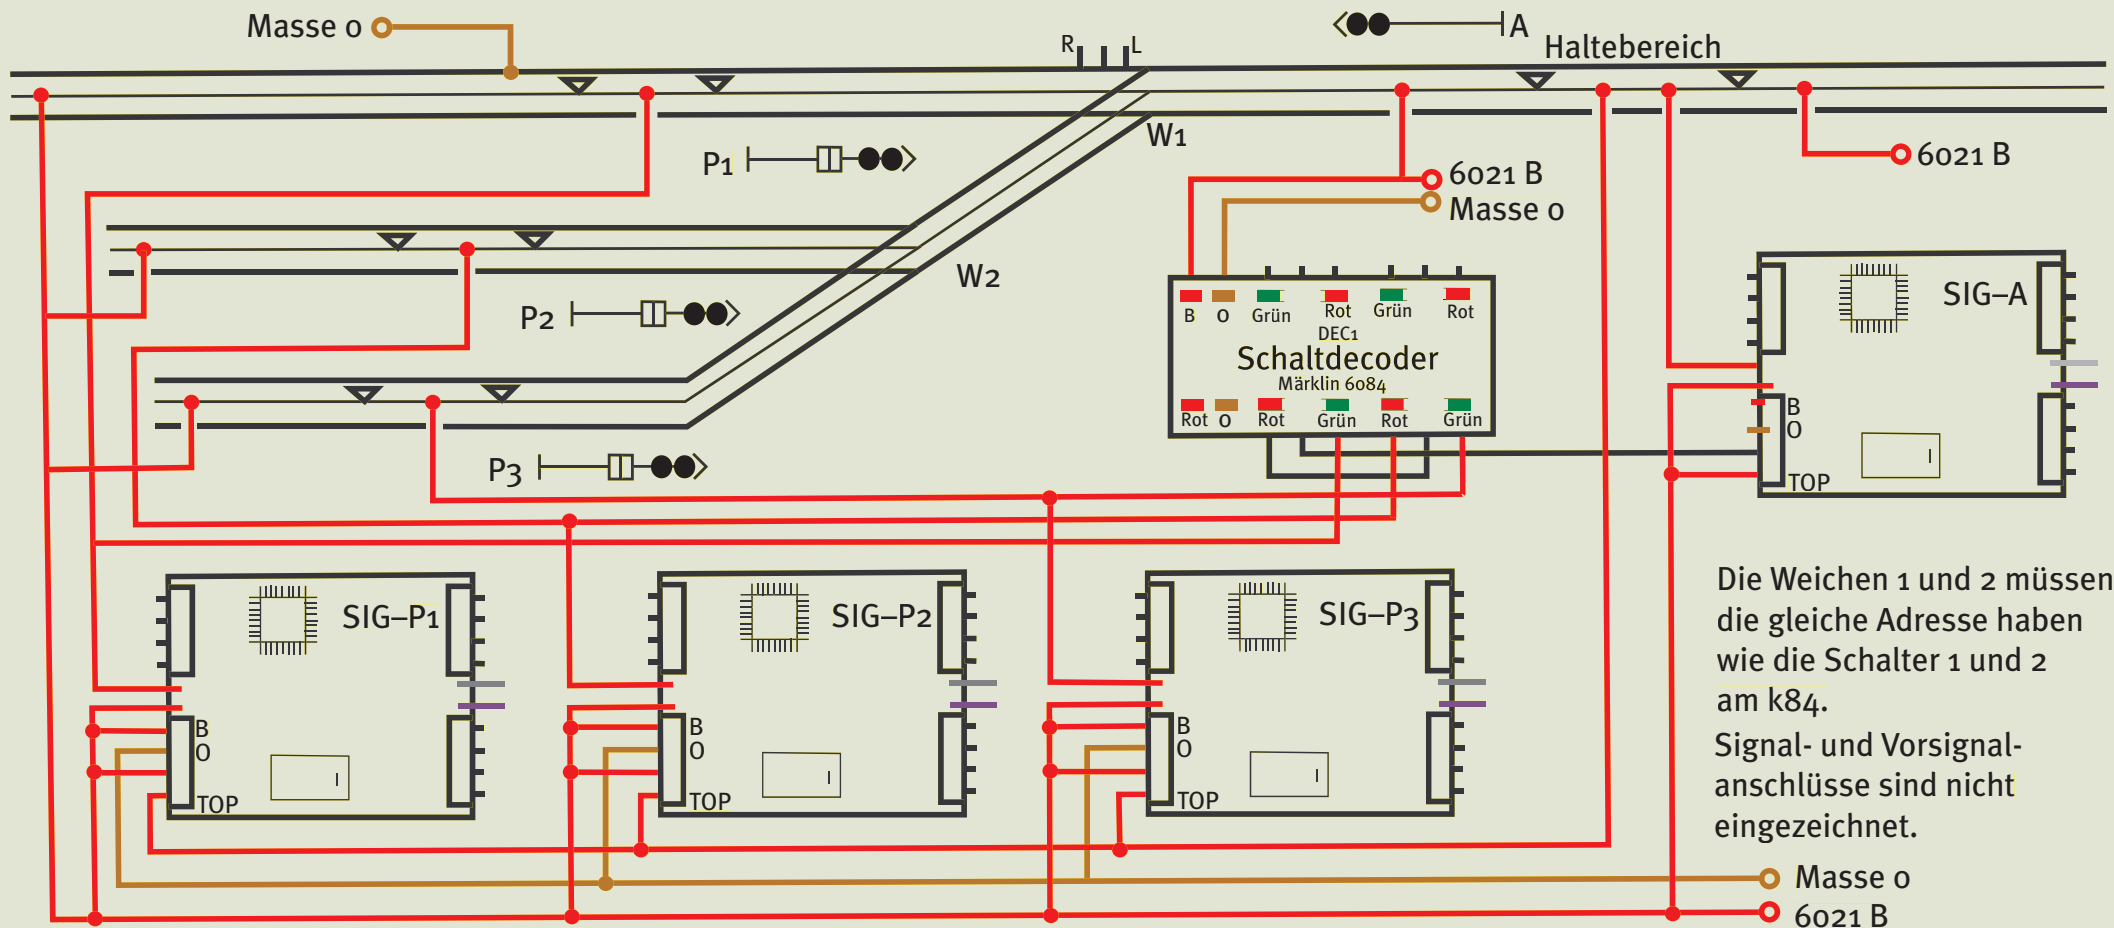 Masse 0
A
R
L
Haltebereich
W1
P1
6021 B
6021 B
Masse 0
W2
SIG–A
P2
B O Grün Rot Grün Rot
DEC1
Schaltdecoder
Märklin 6084
Rot O Rot Grün Rot Grün
B
O
TOP
P3
SIG–P1
B
O
TOP
SIG–P2
B
O
TOP
SIG–P3
B
O
TOP
Die Weichen 1 und 2 müssen
die gleiche Adresse haben
wie die Schalter 1 und 2
am k84.
Signal- und Vorsignal-
anschlüsse sind nicht
eingezeichnet.
Masse 0
6021 B